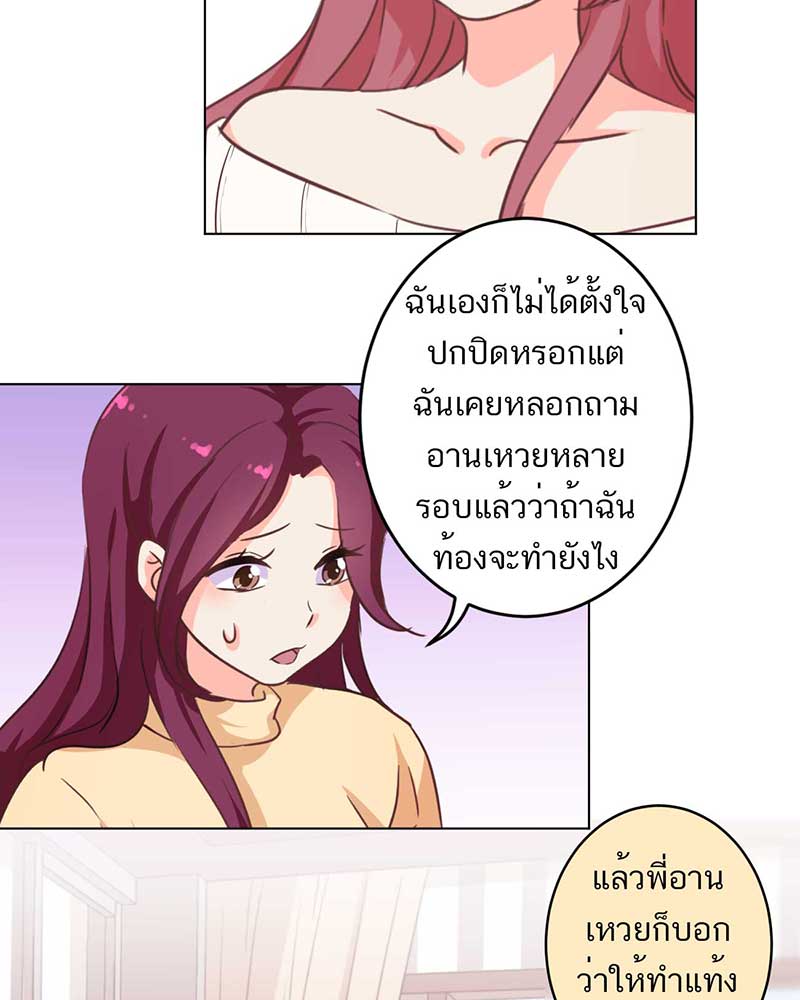 ฉันเองก็ไม่ได้ตั้งใจ
ปกปิดหรอกแต่
ฉันเคยหลอกถาม
อานเหวยหลาย
รอบแล้วว่าถ้าฉัน
ท้องจะทำยังไง
แล้วพี่อาน
เหวยก็บอก
ว่าให้ทำแท้ง